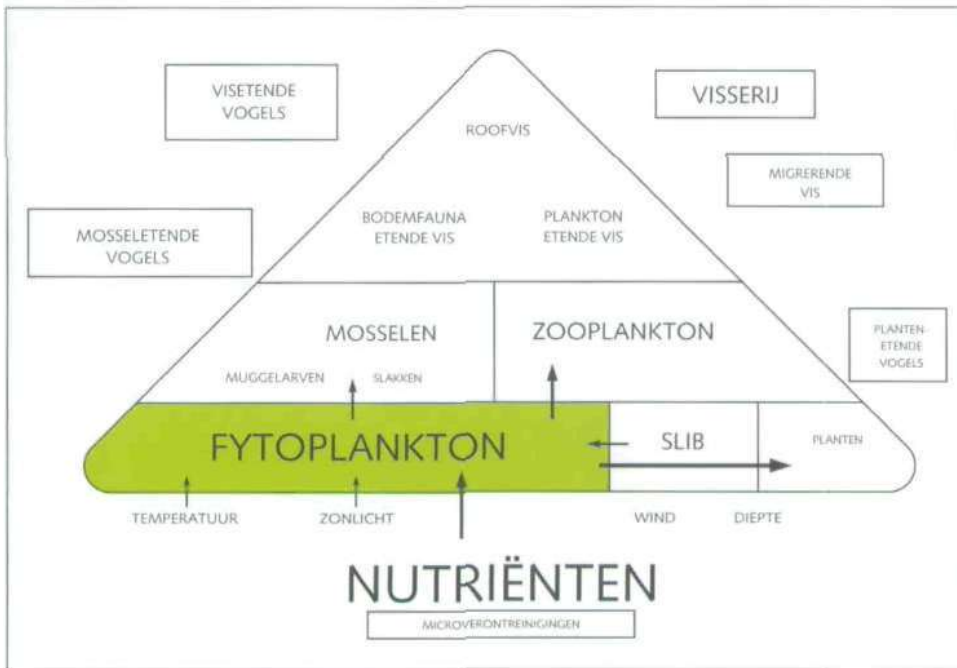 VISETENDE
VOGELS
VISSERIJ
ROOFVIS
MIGRERENDE
VIS
MOSSELETENDE
VOGELS
BODEMFAUNA
ETENDE VIS
PLANKTON
ETENDE VIS
MOSSELEN
ZOOPLANKTON
PLANTEN-
ETENDE
VOGELS
MUGGELARVEN
SLAKKEN
FYTOPLANKTON
SLIB
PLANTEN
TEMPERATUUR
ZONLICHT
WIND
DIEPTE
NUTRIËNTEN
MICROVERONTREINIGINGEN